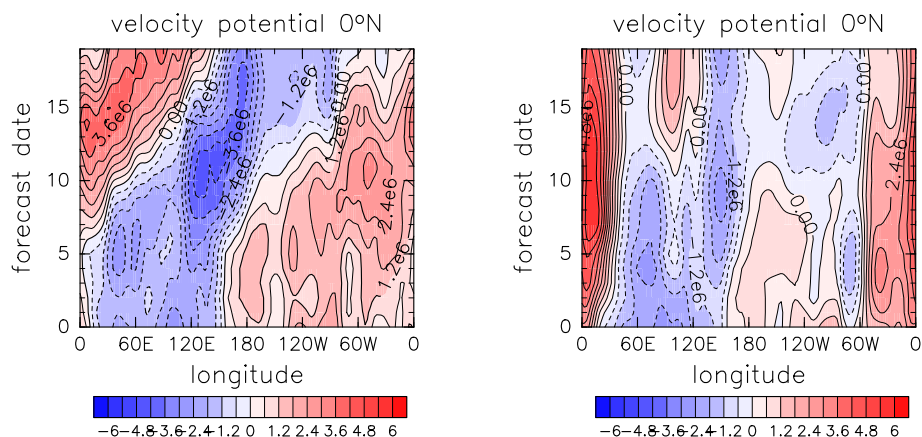 velocity potential 0°N
velocity potential 0°N
forecast date
15
10
5
0
3.6e6
0.00
-1.2e6
3.6e6
-2.4e6
-1.2e6
0.00
1.2e6
2.4e6
1.2e6
0 60E 120E 180 120W 60W 0
longitude
-6 -4.8 -3.6 -2.4 -1.2 0 1.2 2.4 3.6 4.8 6
forecast date
15
10
5
0
0.00
0.00
-1.2e6
1.2e6
0.00
0.00
2.4e6
0 60E 120E 180 120W 60W 0
longitude
-6 -4.8 -3.6 -2.4 -1.2 0 1.2 2.4 3.6 4.8 6